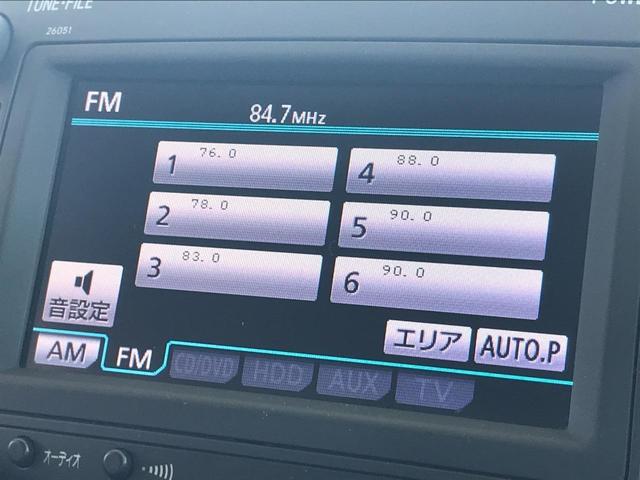 TUNE·FILE
26051
FM
84.7MHz
1 76.0
4 88.0
2 78.0
5 90.0
3 83.0
6 90.0
音設定
エリア
AUTO.P
AM
FM
CD/DVD
HDD
AUX
TV
オーディオ